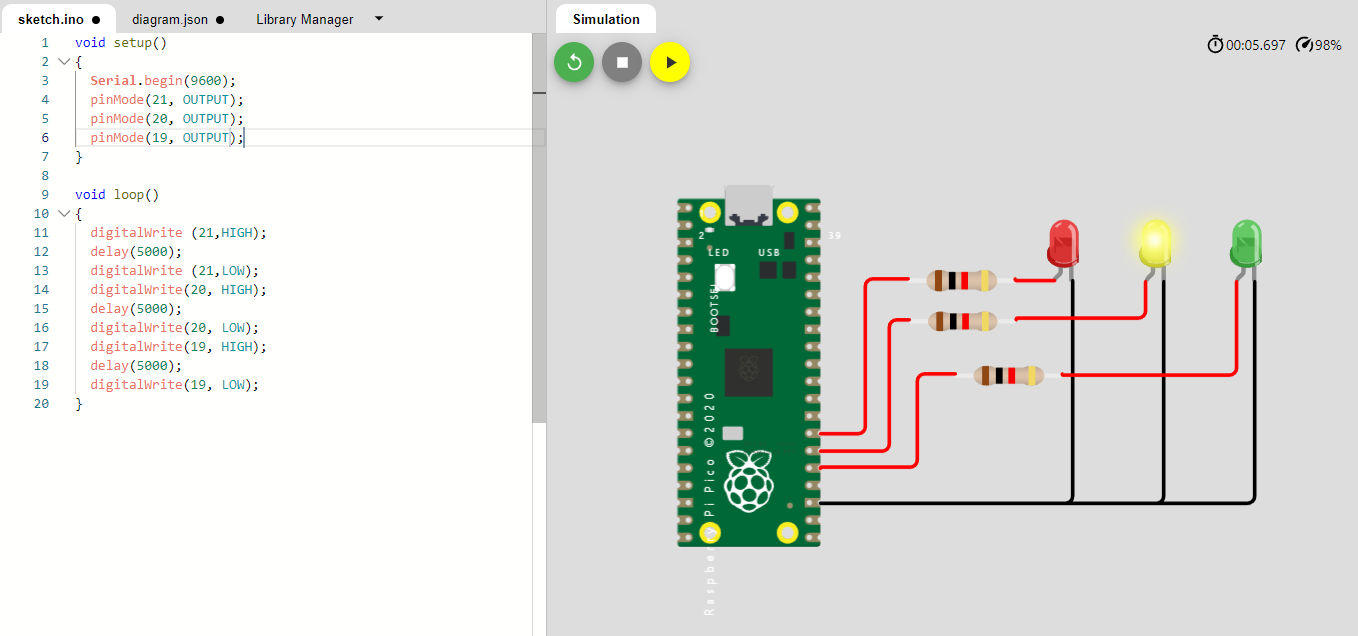 sketch.ino ● diagram.json ● Library Manager
Simulation
00:05.697 98%
1 void setup()
2 {
3 Serial.begin(9600);
4 pinMode(21, OUTPUT);
5 pinMode(20, OUTPUT);
6 pinMode(19, OUTPUT);
7 }
8
9 void loop()
10 {
11 digitalWrite (21,HIGH);
12 delay(5000);
13 digitalWrite (21,LOW);
14 digitalWrite(20, HIGH);
15 delay(5000);
16 digitalWrite(20, LOW);
17 digitalWrite(19, HIGH);
18 delay(5000);
19 digitalWrite(19, LOW);
20 }
2
39
LED USB
BOOTSEL
Raspberry Pi Pico ©2020